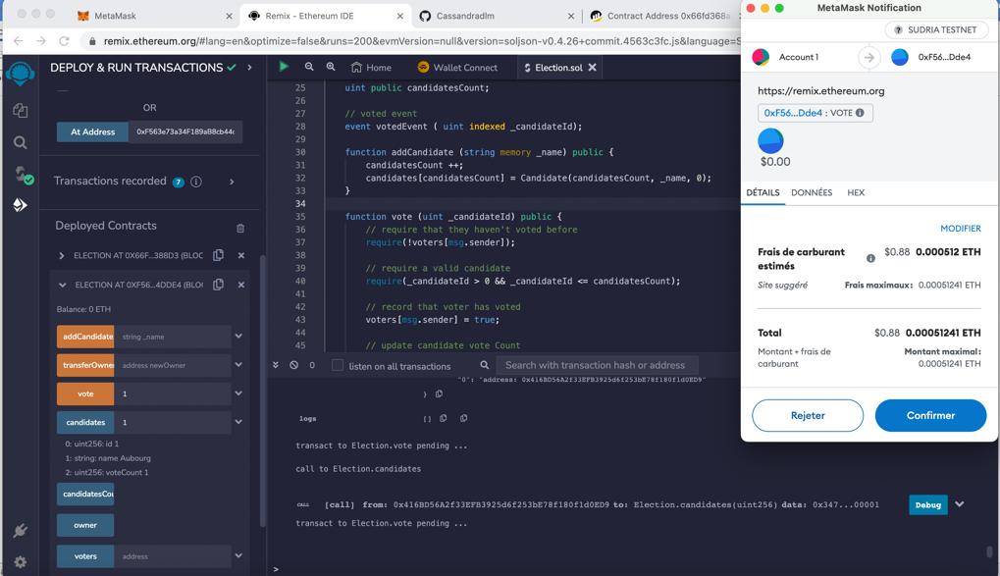 MetaMask
Remix - Ethereum IDE
Cassandradlm
Contract Address 0x66fd368a
remix.ethereum.org/#lang=en&optimize=false&runs=200&evmVersion=null&version=soljson-v0.4.26+commit.4563c3fc.js&language=S
DEPLOY & RUN TRANSACTIONS
OR
At Address
0xF563e73a34F189aB8cb44c
Transactions recorded 7
Deployed Contracts
ELECTION AT 0X66F...388D3 (BLOC
ELECTION AT 0XF56...4DDE4 (BLOC
Balance: 0 ETH
addCandidate
string _name
transferOwner
address newOwner
vote
1
candidates
1
0: uint256: id 1
1: string: name Aubourg
2: uint256: voteCount 1
candidatesCou
owner
voters
address
Home
Wallet Connect
Election.sol
25 uint public candidatesCount;
26
27 // voted event
28 event votedEvent ( uint indexed _candidateId);
29
30 function addCandidate (string memory _name) public {
31 candidatesCount ++;
32 candidates[candidatesCount] = Candidate(candidatesCount, _name, 0);
33 }
34
35 function vote (uint _candidateId) public {
36 // require that they haven't voted before
37 require(!voters[msg.sender]);
38
39 // require a valid candidate
40 require(_candidateId > 0 && _candidateId <= candidatesCount);
41
42 // record that voter has voted
43 voters[msg.sender] = true;
44
45 // update candidate vote Count
0
listen on all transactions
Search with transaction hash or address
"0": "address: 0x416BD56A2f33EFB3925d6f253bE78f180f1d0ED9"
}
logs
[]
transact to Election.vote pending ...
call to Election.candidates
CALL [call] from: 0x416BD56A2f33EFB3925d6f253bE78f180f1d0ED9 to: Election.candidates(uint256) data: 0x347...00001
Debug
transact to Election.vote pending ...
>
MetaMask Notification
SUDRIA TESTNET
Account 1
0xF56...Dde4
https://remix.ethereum.org
0xF56...Dde4 : VOTE
$0.00
DÉTAILS
DONNÉES
HEX
MODIFIER
Frais de carburant estimés
$0.88 0.000512 ETH
Site suggéré
Frais maximaux: 0.00051241 ETH
Total
$0.88 0.00051241 ETH
Montant + frais de carburant
Montant maximal:
0.00051241 ETH
Rejeter
Confirmer